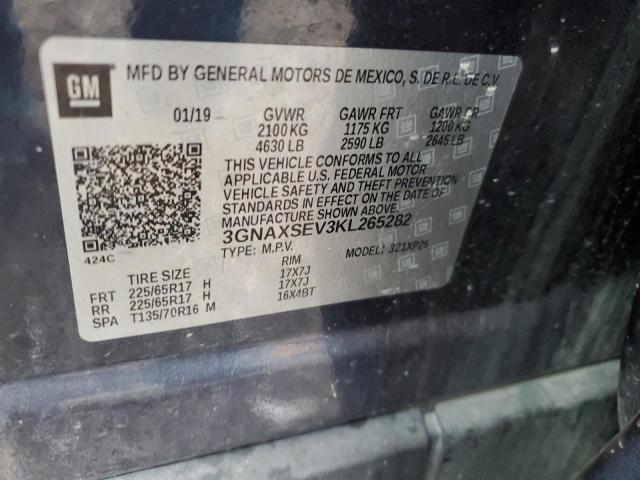 GM
MFD BY GENERAL MOTORS DE MEXICO, S. DE R.L. DE C.V.
01/19 GVWR GAWR FRT GAWR RR
2100 KG 1175 KG 1200 KG
4630 LB 2590 LB 2645 LB
THIS VEHICLE CONFORMS TO ALL
APPLICABLE U.S. FEDERAL MOTOR
VEHICLE SAFETY AND THEFT PREVENTION
STANDARDS IN EFFECT ON THE DATE OF
MANUFACTURE SHOWN ABOVE.
3GNAXSEV3KL265282
424C TYPE: M.P.V. MODEL: 321XP26
TIRE SIZE RIM
FRT 225/65R17 H 17X7J
RR 225/65R17 H 17X7J
SPA T135/70R16 M 16X4BT